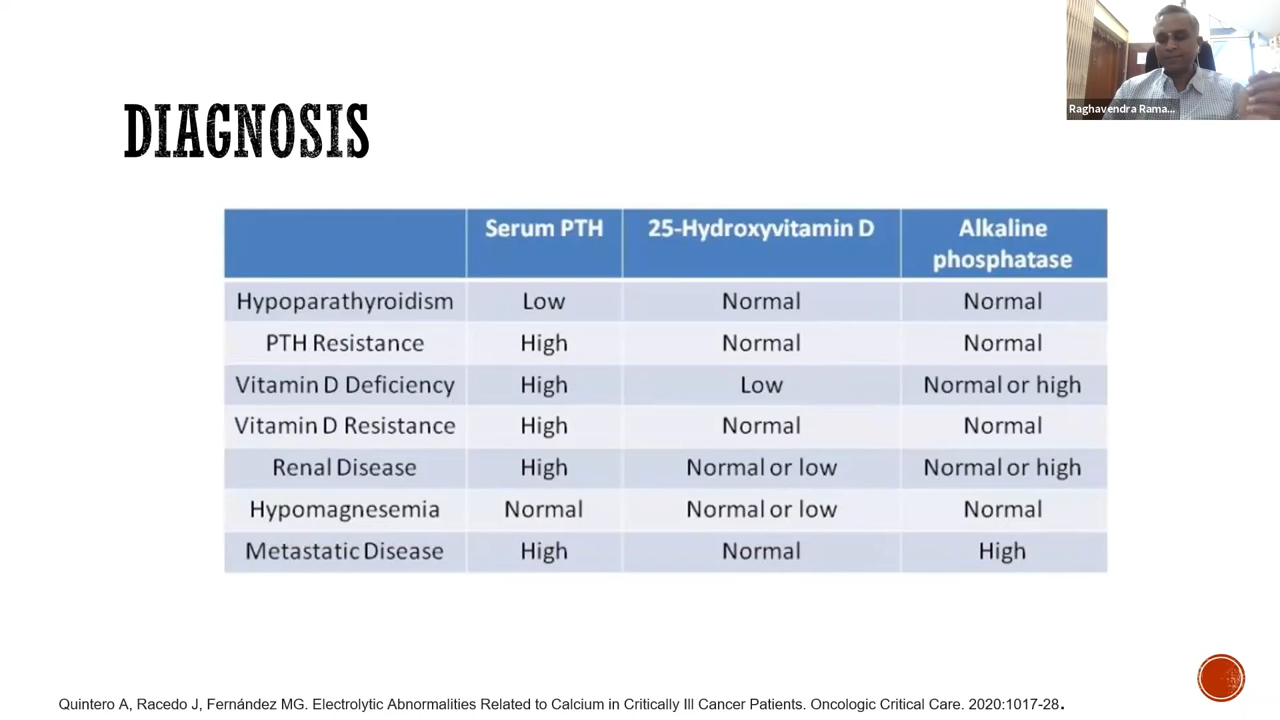 Raghavendra Rama...
DIAGNOSIS
Serum PTH 25-Hydroxyvitamin D Alkaline phosphatase
Hypoparathyroidism Low Normal Normal
PTH Resistance High Normal Normal
Vitamin D Deficiency High Low Normal or high
Vitamin D Resistance High Normal Normal
Renal Disease High Normal or low Normal or high
Hypomagnesemia Normal Normal or low Normal
Metastatic Disease High Normal High
Quintero A, Racedo J, Fernández MG. Electrolytic Abnormalities Related to Calcium in Critically Ill Cancer Patients. Oncologic Critical Care. 2020:1017-28.